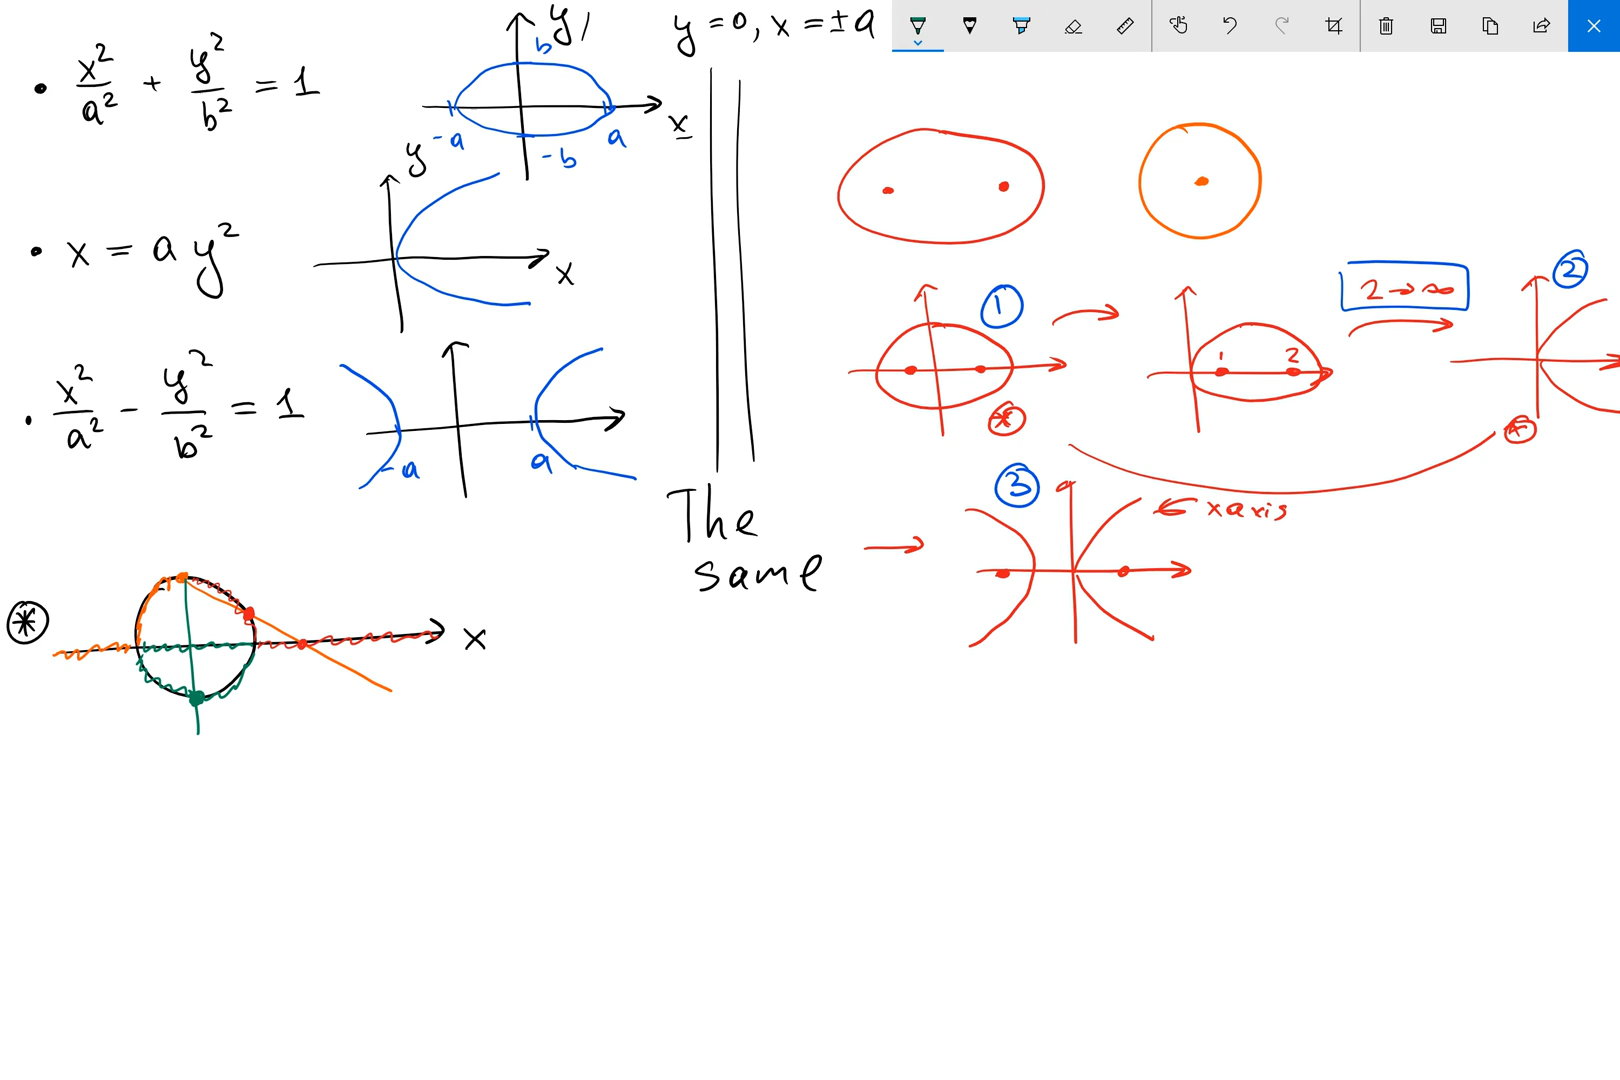 • x²/a² + y²/b² = 1
y
b
-a
a
-b
x
y = 0, x = ± a
• x = a y²
y
x
• x²/a² - y²/b² = 1
-a
a
The
same
①
1
2
2 → ∞
②
*
*
③
← x axis
*
x